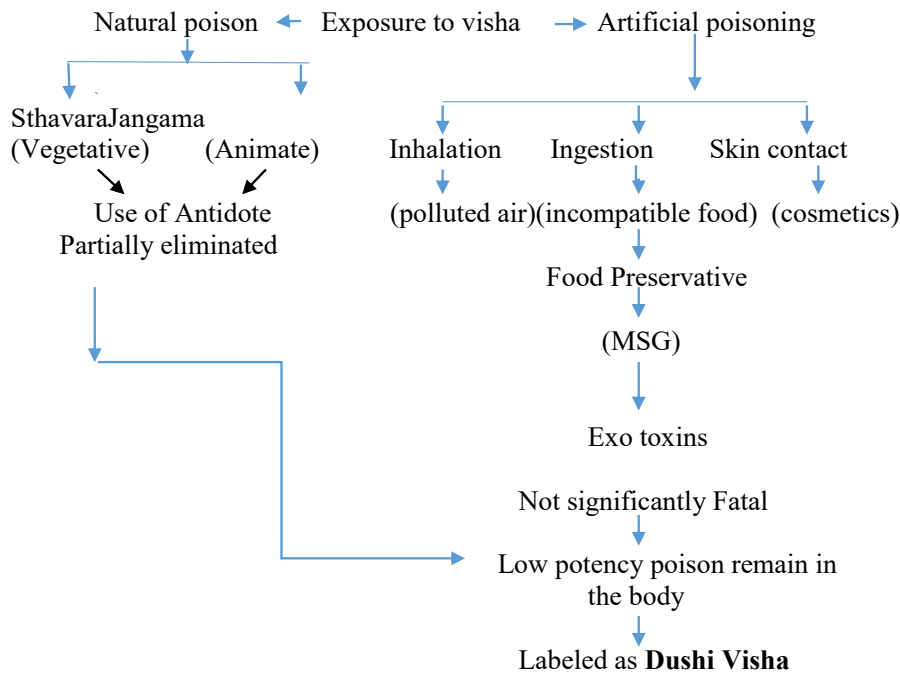 Natural poison Exposure to visha Artificial poisoning
SthavaraJangama
(Vegetative) (Animate) Inhalation Ingestion Skin contact
Use of Antidote (polluted air)(incompatible food) (cosmetics)
Partially eliminated
Food Preservative
(MSG)
Exo toxins
Not significantly Fatal
Low potency poison remain in
the body
Labeled as Dushi Visha